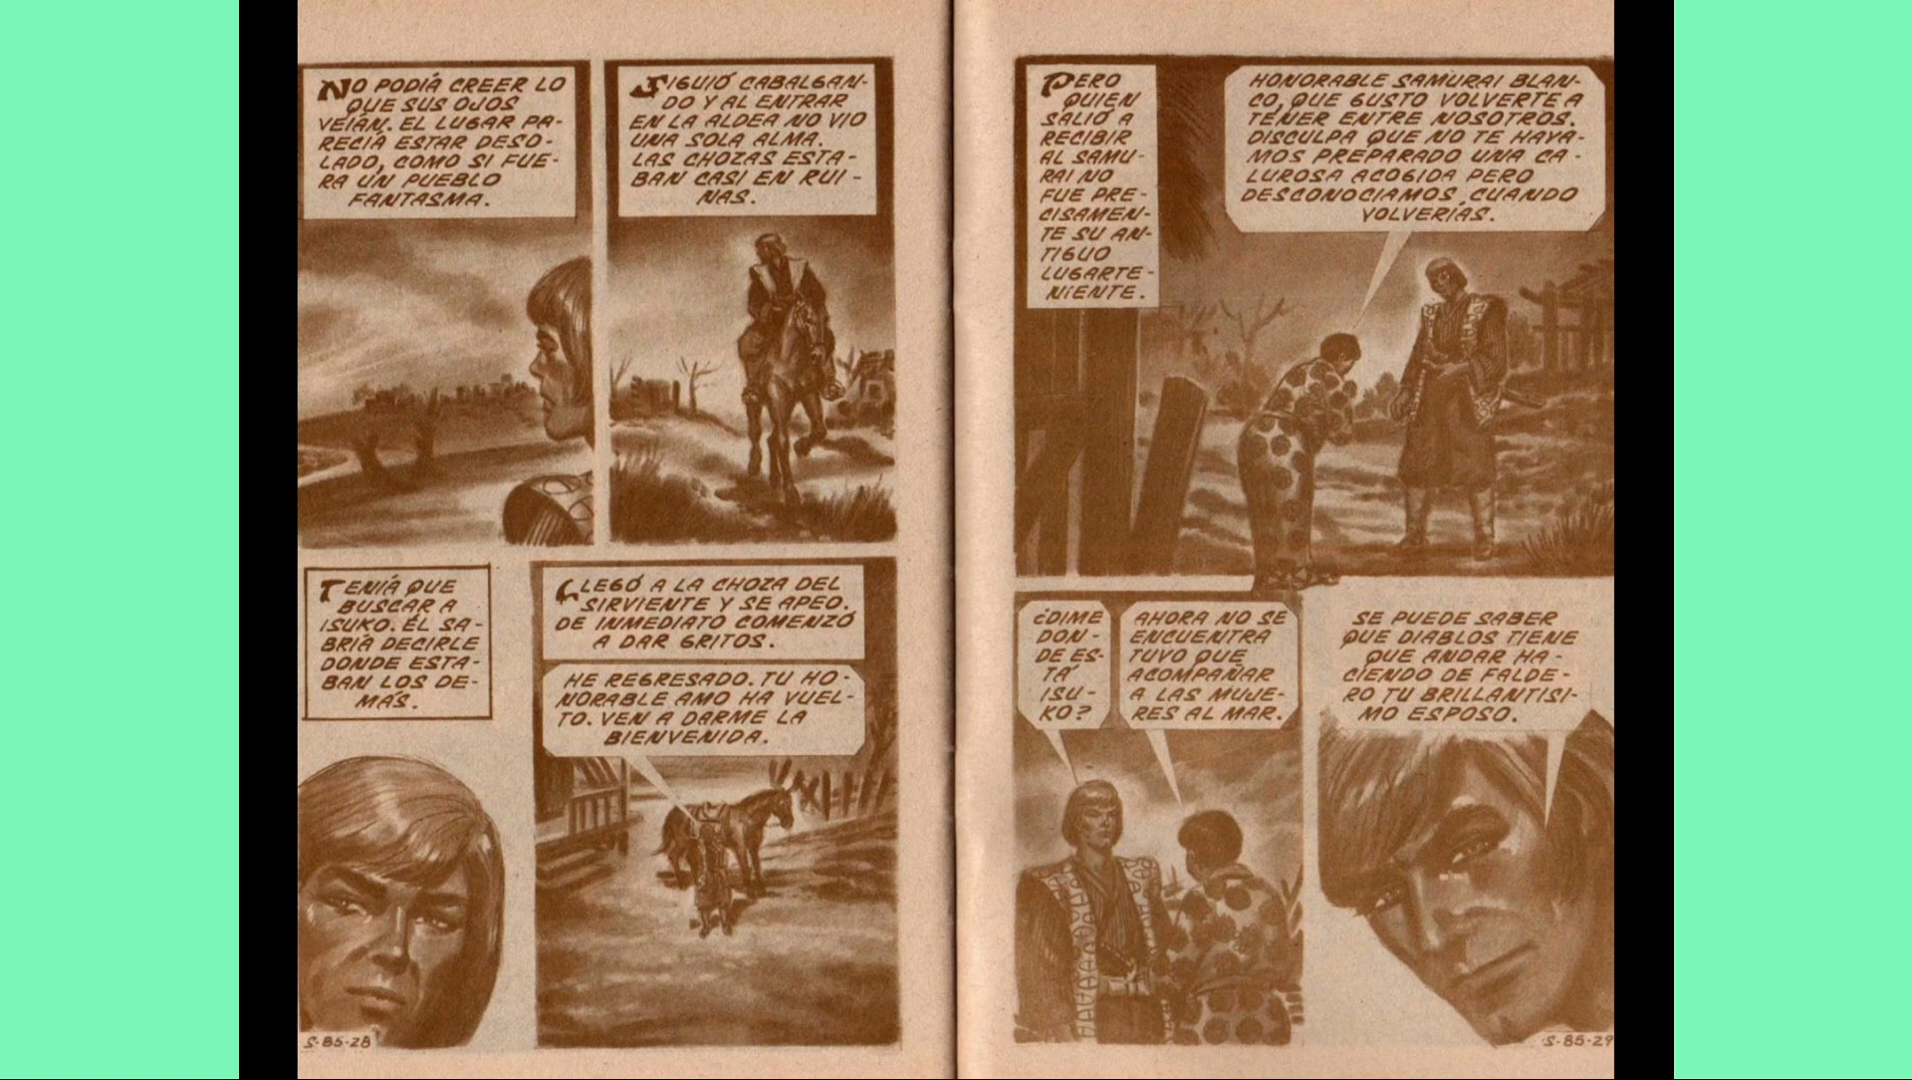 NO PODIÁ CREER LO
QUE SUS OJOS
VEIÁN. EL LUGAR PA-
RECIÁ ESTAR DESO-
LADO, COMO SI FUE-
RA UN PUEBLO
FANTASMA.
SIGUIÓ CABALGAN-
DO Y AL ENTRAR
EN LA ALDEA NO VIO
UNA SOLA ALMA.
LAS CHOZAS ESTA-
BAN CASI EN RUI-
NAS.
TENÍA QUE
BUSCAR A
ISUKO. ÉL SA-
BRIÁ DECIRLE
DONDE ESTA-
BAN LOS DE-
MÁS.
LLEGÓ A LA CHOZA DEL
SIRVIENTE Y SE APEO.
DE INMEDIATO COMENZÓ
A DAR GRITOS.
HE REGRESADO. TU HO-
NORABLE AMO HA VUEL-
TO. VEN A DARME LA
BIENVENIDA.
S-85-28
PERO
QUIEN
SALIÓ A
RECIBIR
AL SAMU-
RAI NO
FUE PRE-
CISAMEN-
TE SU AN-
TIGUO
LUGARTE-
NIENTE.
HONORABLE SAMURAI BLAN-
CO, QUE GUSTO VOLVERTE A
TENER ENTRE NOSOTROS.
DISCULPA QUE NO TE HAYA-
MOS PREPARADO UNA CA-
LUROSA ACOGIDA PERO
DESCONOCIAMOS, CUANDO
VOLVERÍAS.
¿DIME
DON-
DE ES-
TÁ
ISU-
KO?
AHORA NO SE
ENCUENTRA
TUVO QUE
ACOMPAÑAR
A LAS MUJE-
RES AL MAR.
SE PUEDE SABER
QUE DIABLOS TIENE
QUE ANDAR HA-
CIENDO DE FALDE-
RO TU BRILLANTISI-
MO ESPOSO.
S-85-29